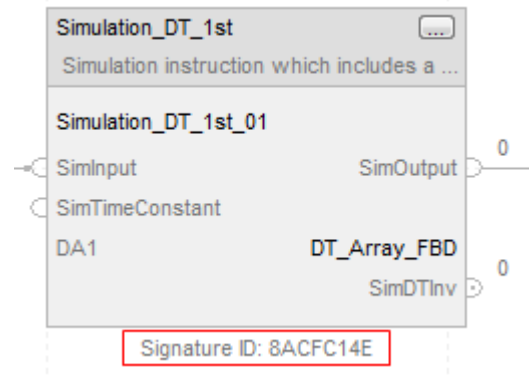 Simulation_DT_1st ...
Simulation instruction which includes a ...
Simulation_DT_1st_01
SimInput SimOutput 0
SimTimeConstant
DA1 DT_Array_FBD
SimDTInv 0
Signature ID: 8ACFC14E